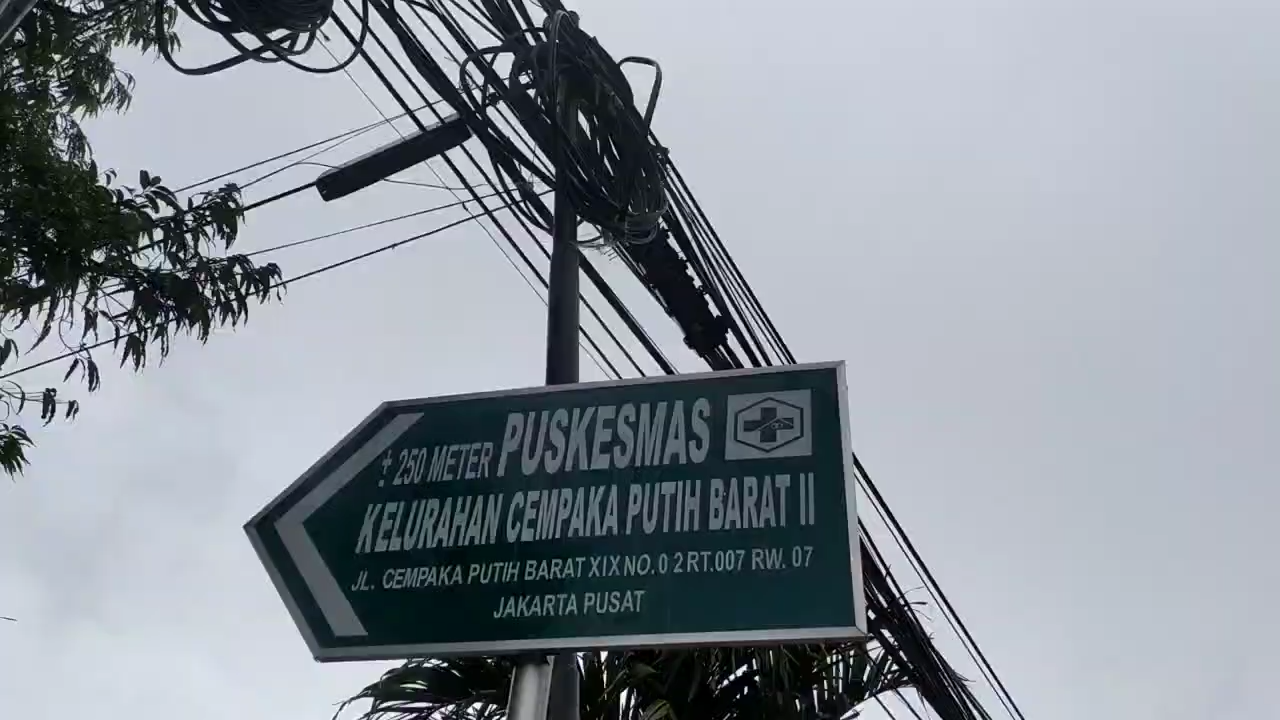 ± 250 METER PUSKESMAS
KELURAHAN CEMPAKA PUTIH BARAT II
JL. CEMPAKA PUTIH BARAT XIX NO.0 2 RT.007 RW. 07
JAKARTA PUSAT